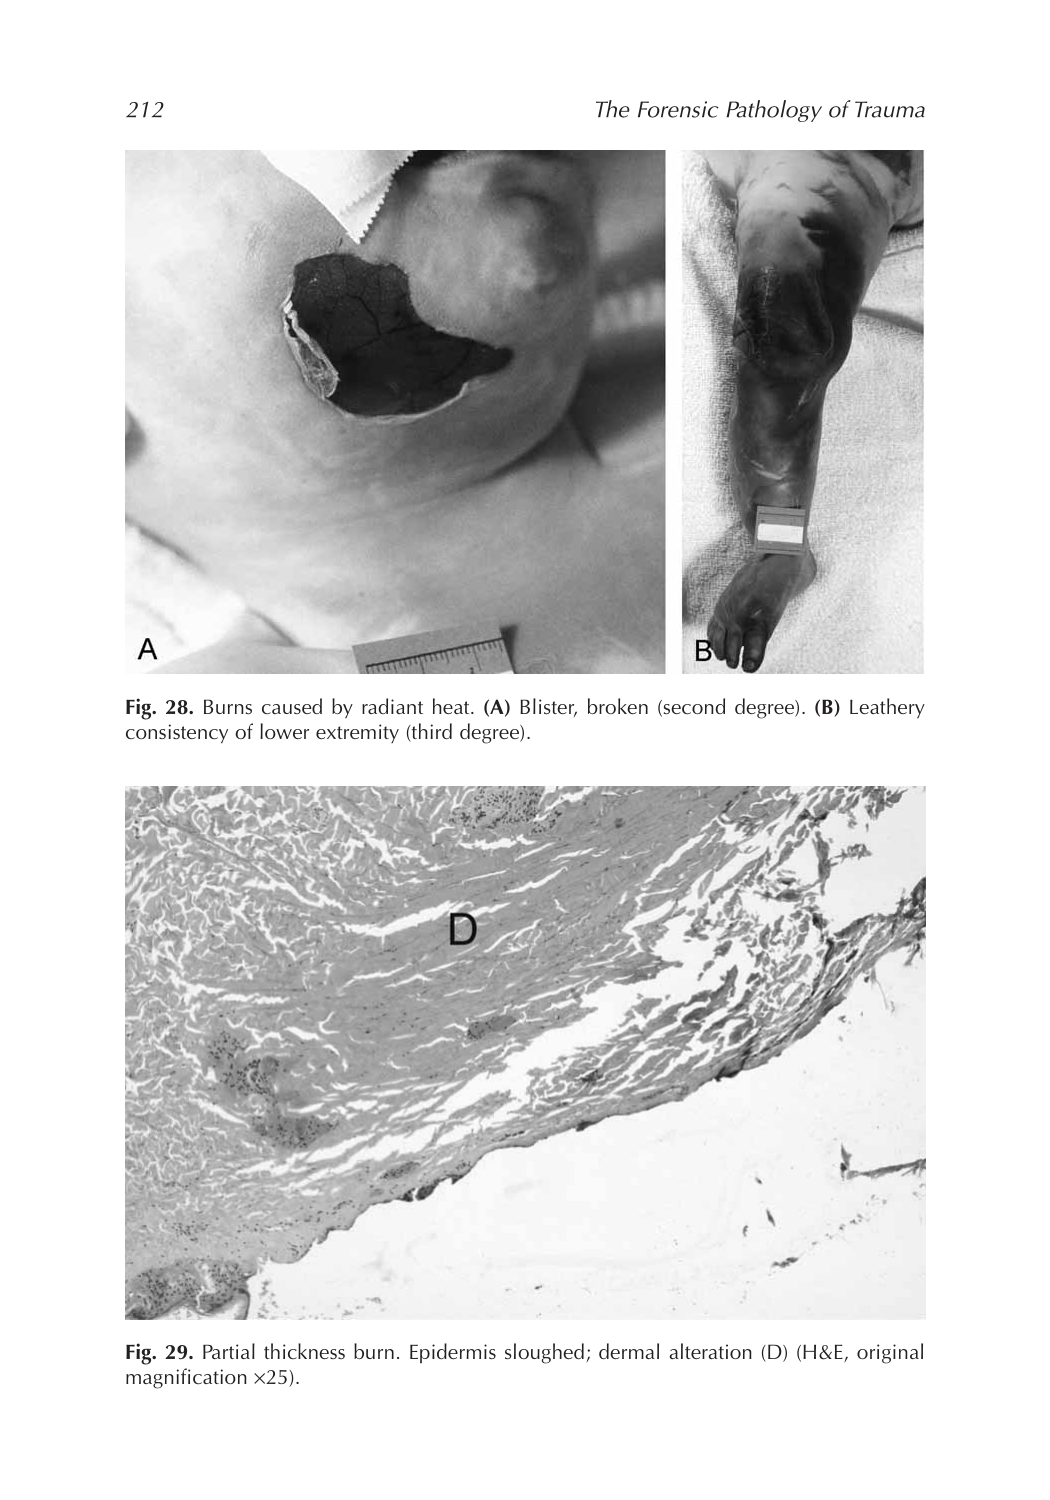 212
The Forensic Pathology of Trauma
A
B
Fig. 28. Burns caused by radiant heat. (A) Blister, broken (second degree). (B) Leathery
consistency of lower extremity (third degree).
D
Fig. 29. Partial thickness burn. Epidermis sloughed; dermal alteration (D) (H&E, original
magnification ×25).